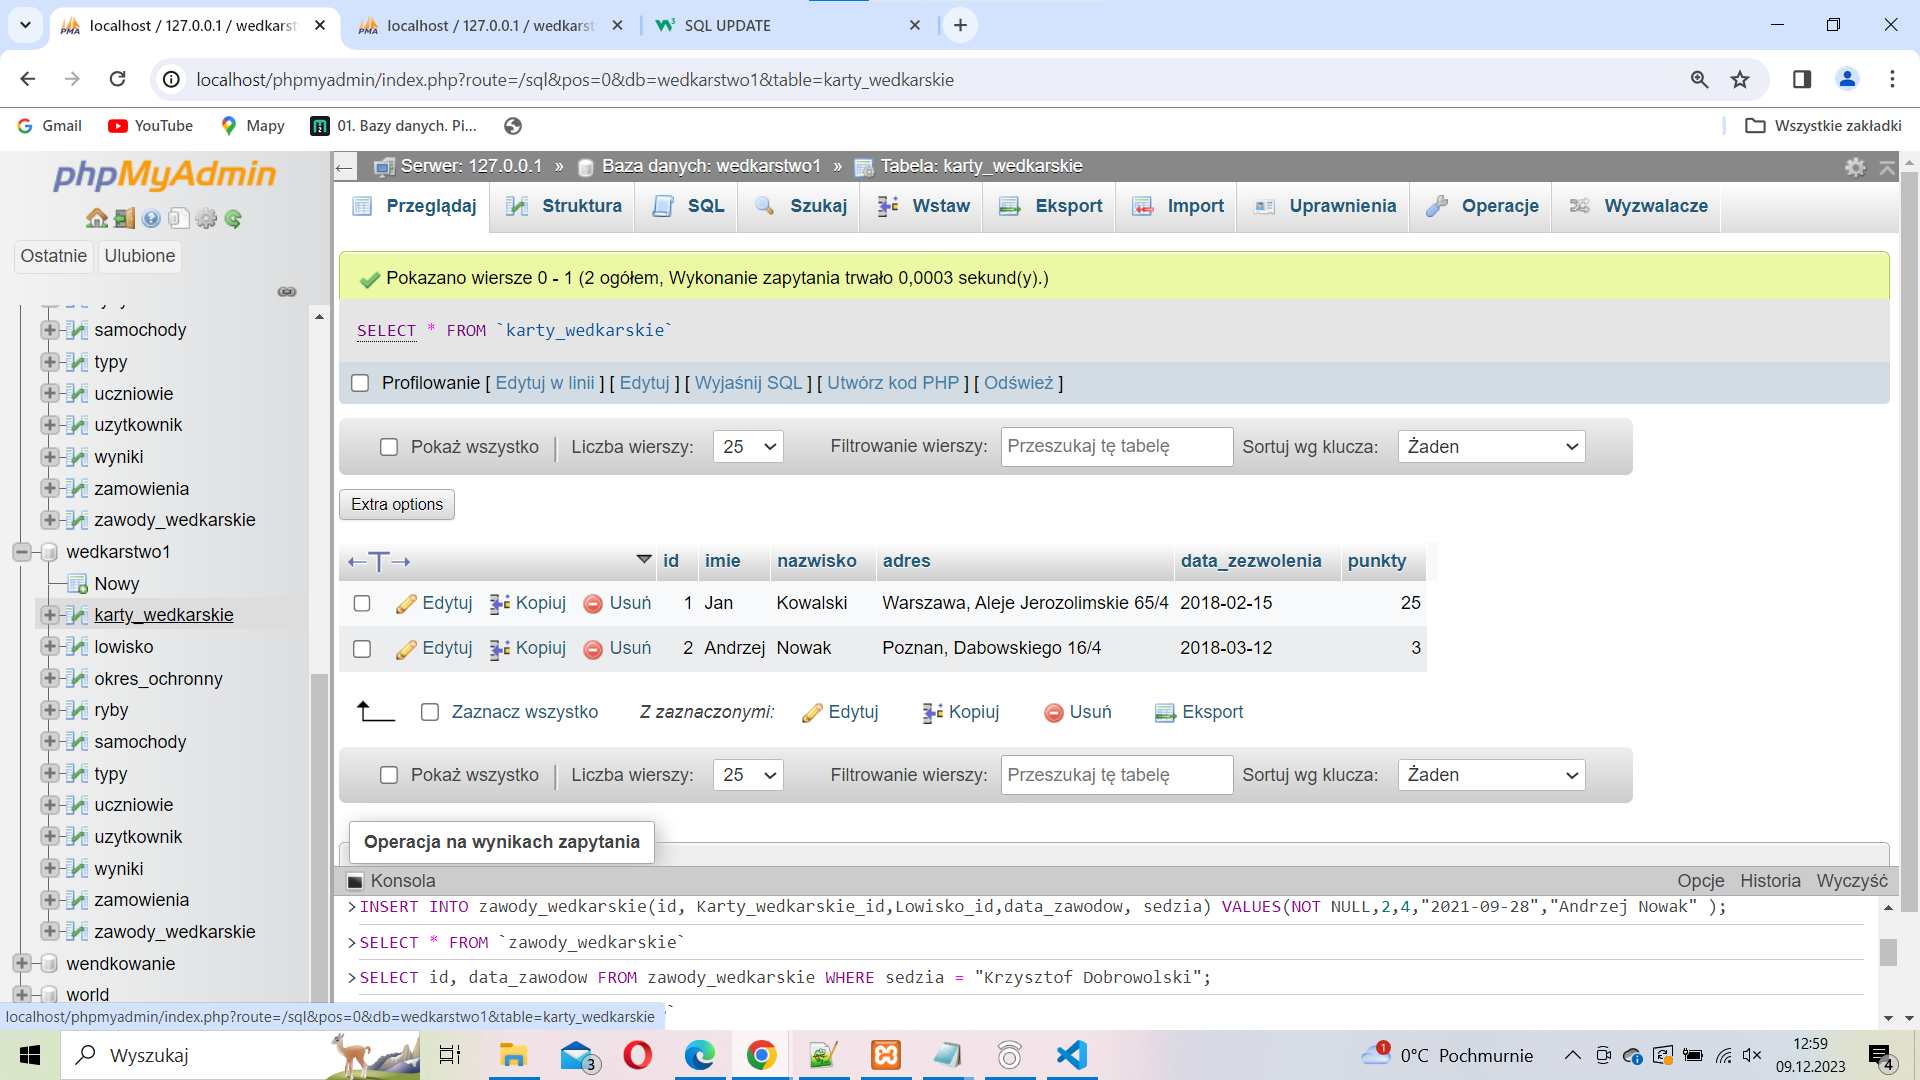 localhost / 127.0.0.1 / wedkarst
localhost / 127.0.0.1 / wedkarst
SQL UPDATE
localhost/phpmyadmin/index.php?route=/sql&pos=0&db=wedkarstwo1&table=karty_wedkarskie
Gmail
YouTube
Mapy
01. Bazy danych. Pi...
Wszystkie zakładki
phpMyAdmin
Ostatnie
Ulubione
samochody
typy
uczniowie
uzytkownik
wyniki
zamowienia
zawody_wedkarskie
wedkarstwo1
Nowy
karty_wedkarskie
lowisko
okres_ochronny
ryby
samochody
typy
uczniowie
uzytkownik
wyniki
zamowienia
zawody_wedkarskie
wendkowanie
world
Serwer: 127.0.0.1 » Baza danych: wedkarstwo1 » Tabela: karty_wedkarskie
Przeglądaj Struktura SQL Szukaj Wstaw Eksport Import Uprawnienia Operacje Wyzwalacze
Pokazano wiersze 0 - 1 (2 ogółem, Wykonanie zapytania trwało 0,0003 sekund(y).)
SELECT * FROM `karty_wedkarskie`
Profilowanie [ Edytuj w linii ] [ Edytuj ] [ Wyjaśnij SQL ] [ Utwórz kod PHP ] [ Odśwież ]
Pokaż wszystko | Liczba wierszy: 25 Filtrowanie wierszy: Przeszukaj tę tabelę Sortuj wg klucza: Żaden
Extra options
←T→ id imie nazwisko adres data_zezwolenia punkty
Edytuj Kopiuj Usuń 1 Jan Kowalski Warszawa, Aleje Jerozolimskie 65/4 2018-02-15 25
Edytuj Kopiuj Usuń 2 Andrzej Nowak Poznan, Dabowskiego 16/4 2018-03-12 3
Zaznacz wszystko Z zaznaczonymi: Edytuj Kopiuj Usuń Eksport
Pokaż wszystko | Liczba wierszy: 25 Filtrowanie wierszy: Przeszukaj tę tabelę Sortuj wg klucza: Żaden
Operacja na wynikach zapytania
Konsola Opcje Historia Wyczyść
>INSERT INTO zawody_wedkarskie(id, Karty_wedkarskie_id,Lowisko_id,data_zawodow, sedzia) VALUES(NOT NULL,2,4,"2021-09-28","Andrzej Nowak" );
>SELECT * FROM `zawody_wedkarskie`
>SELECT id, data_zawodow FROM zawody_wedkarskie WHERE sedzia = "Krzysztof Dobrowolski";
localhost/phpmyadmin/index.php?route=/sql&pos=0&db=wedkarstwo1&table=karty_wedkarskie
Wyszukaj
3
1
0°C Pochmurnie
12:59
09.12.2023
4